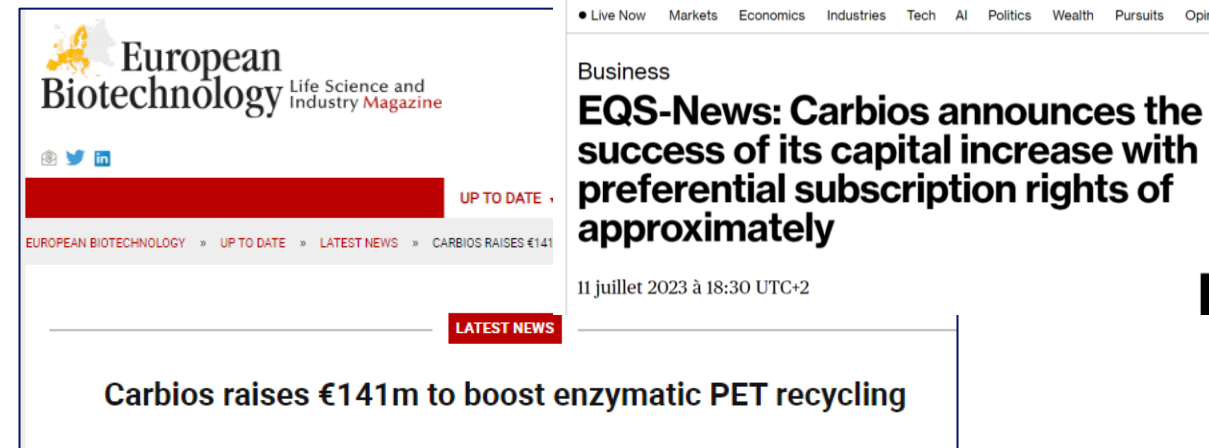 European
Biotechnology Life Science and
Industry Magazine
UP TO DATE
EUROPEAN BIOTECHNOLOGY » UP TO DATE » LATEST NEWS » CARBIOS RAISES €141
LATEST NEWS
Carbios raises €141m to boost enzymatic PET recycling
• Live Now Markets Economics Industries Tech AI Politics Wealth Pursuits
Business
EQS-News: Carbios announces the
success of its capital increase with
preferential subscription rights of
approximately
11 juillet 2023 à 18:30 UTC+2